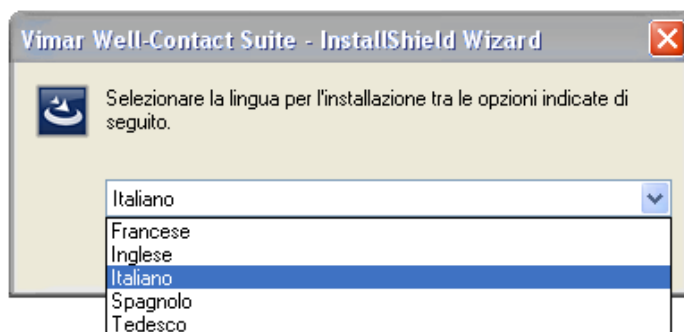 Vimar Well-Contact Suite - InstallShield Wizard
Selezionare la lingua per l'installazione tra le opzioni indicate di
seguito.
Italiano
Francese
Inglese
Italiano
Spagnolo
Tedesco